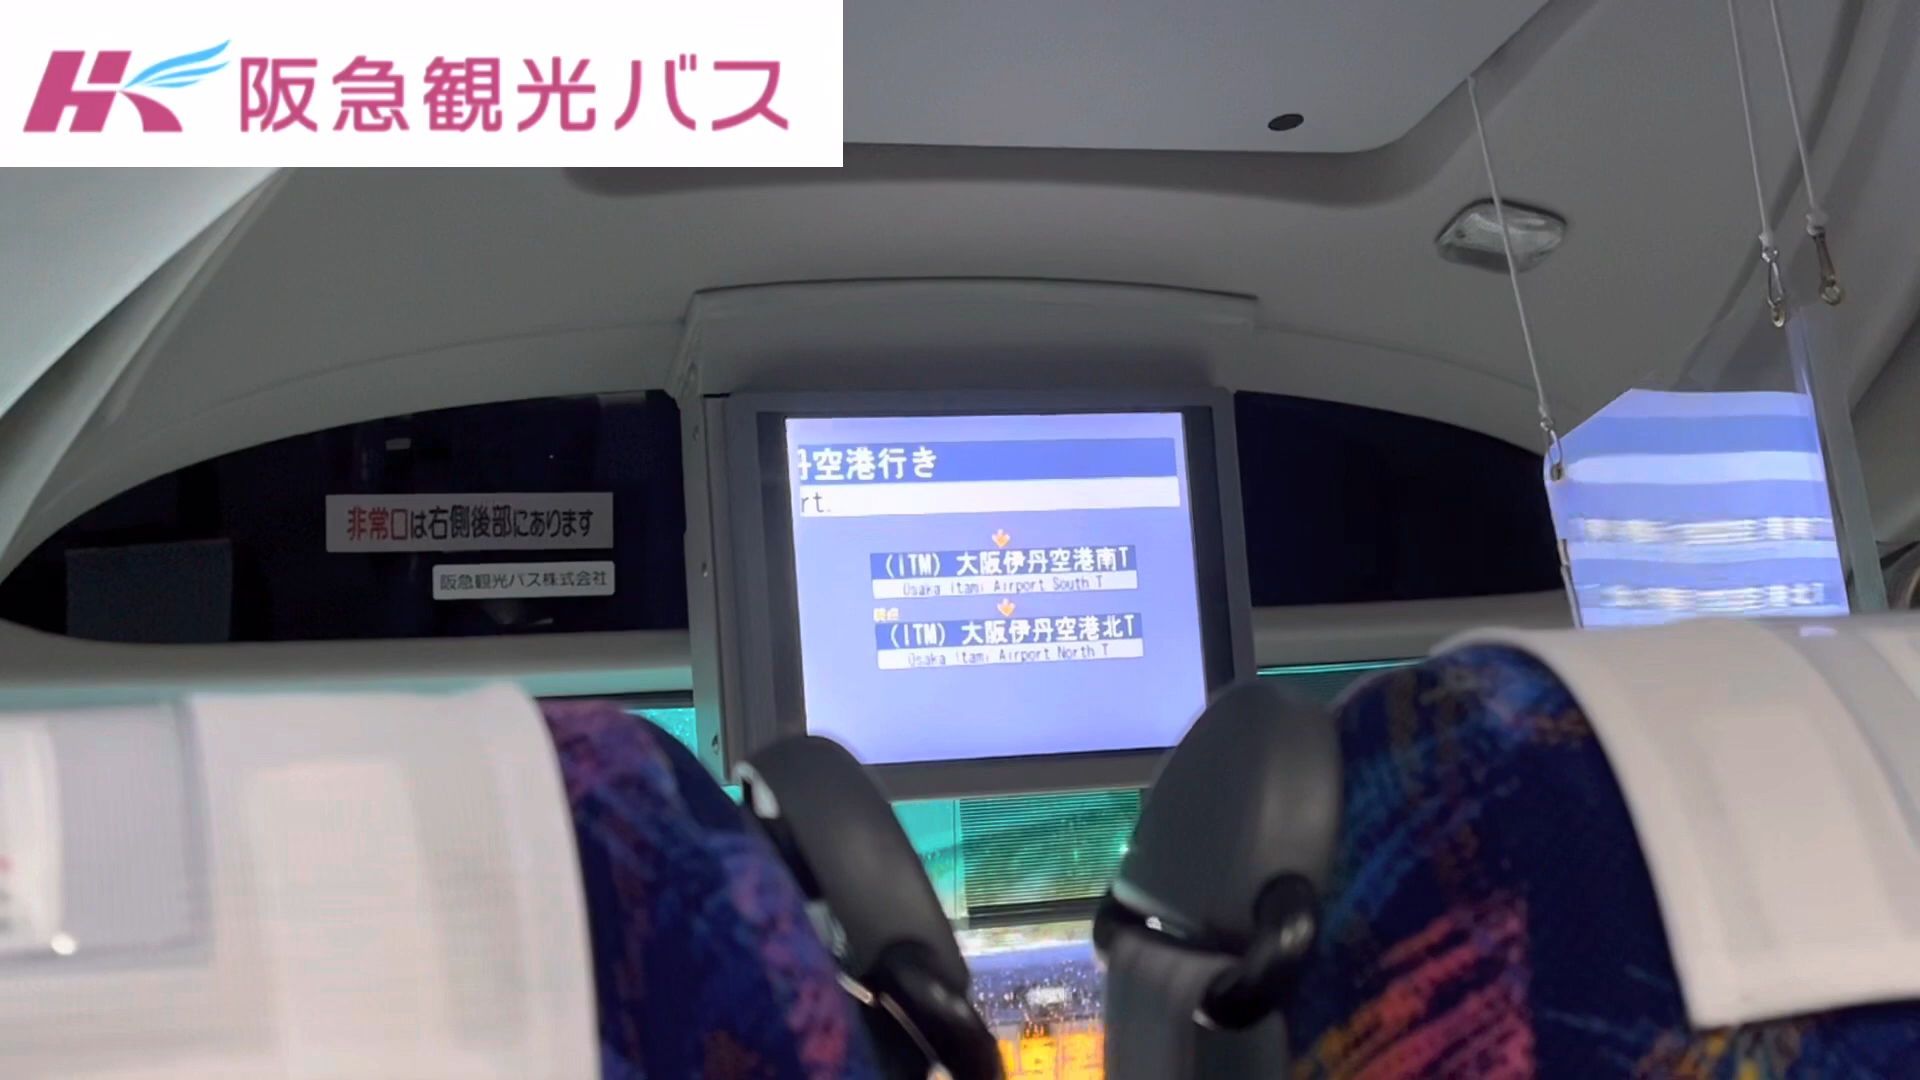 HK 阪急観光バス
丹空港行き
rt.
非常口は右側後部にあります
阪急観光バス株式会社
(ITM) 大阪伊丹空港南T
Osaka Itami Airport South T
終点
(ITM) 大阪伊丹空港北T
Osaka Itami Airport North T